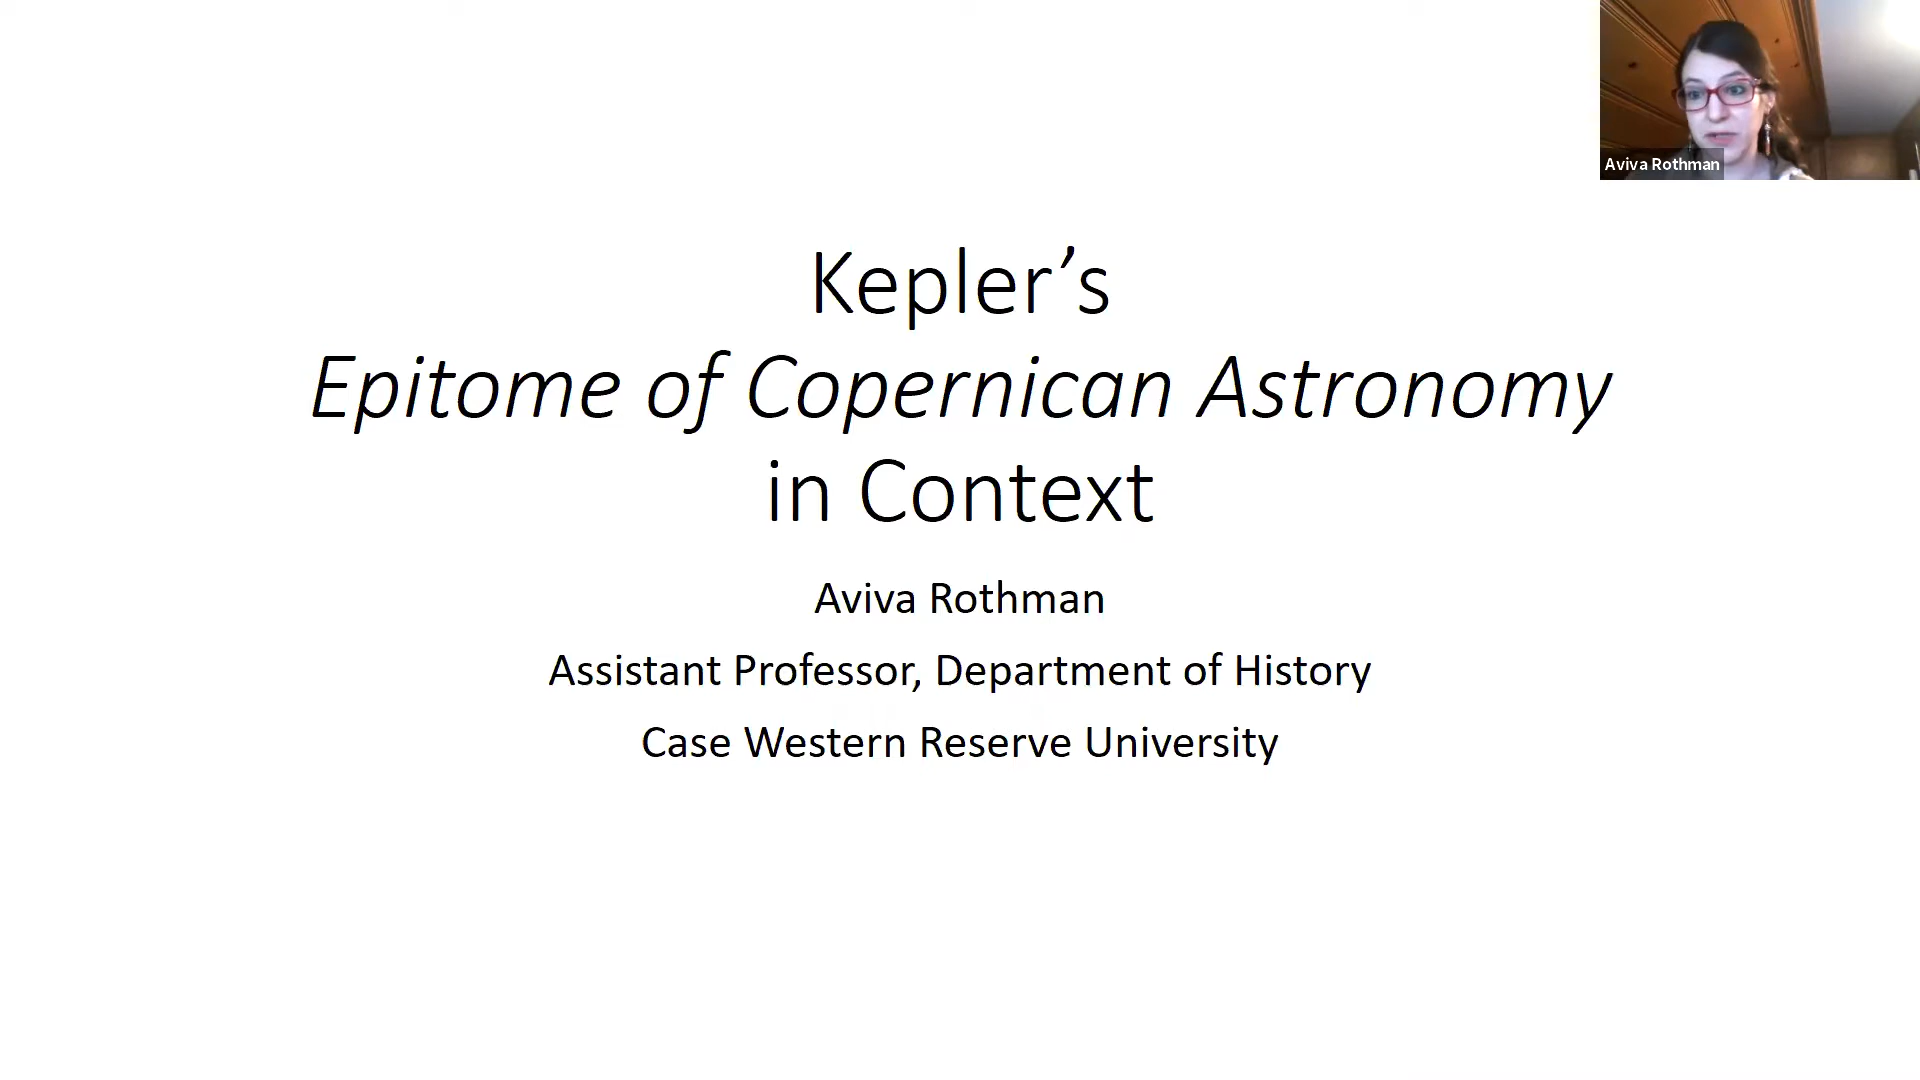 Aviva Rothman
Kepler’s
Epitome of Copernican Astronomy
in Context
Aviva Rothman
Assistant Professor, Department of History
Case Western Reserve University